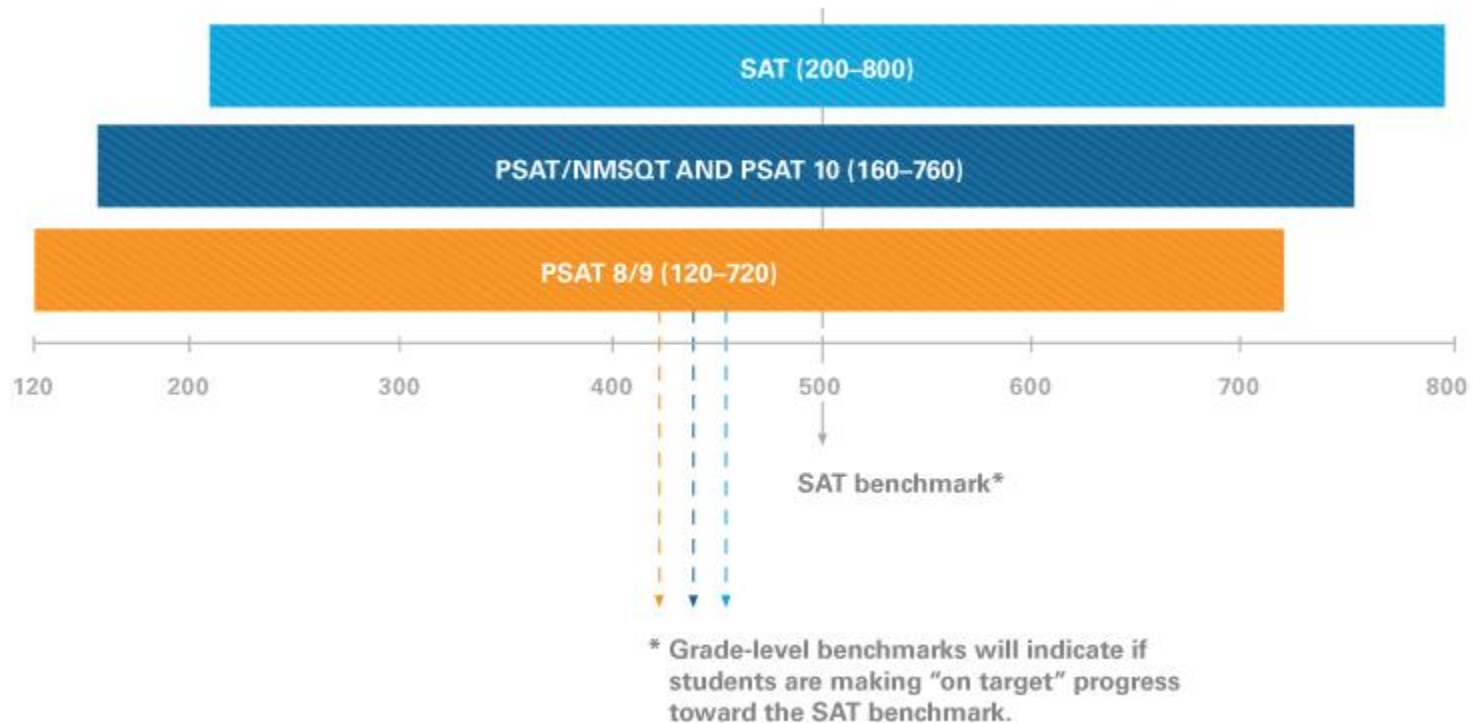 SAT (200–800)
PSAT/NMSQT AND PSAT 10 (160–760)
PSAT 8/9 (120–720)
120 200 300 400 500 600 700 800
SAT benchmark*
* Grade-level benchmarks will indicate if
students are making “on target” progress
toward the SAT benchmark.